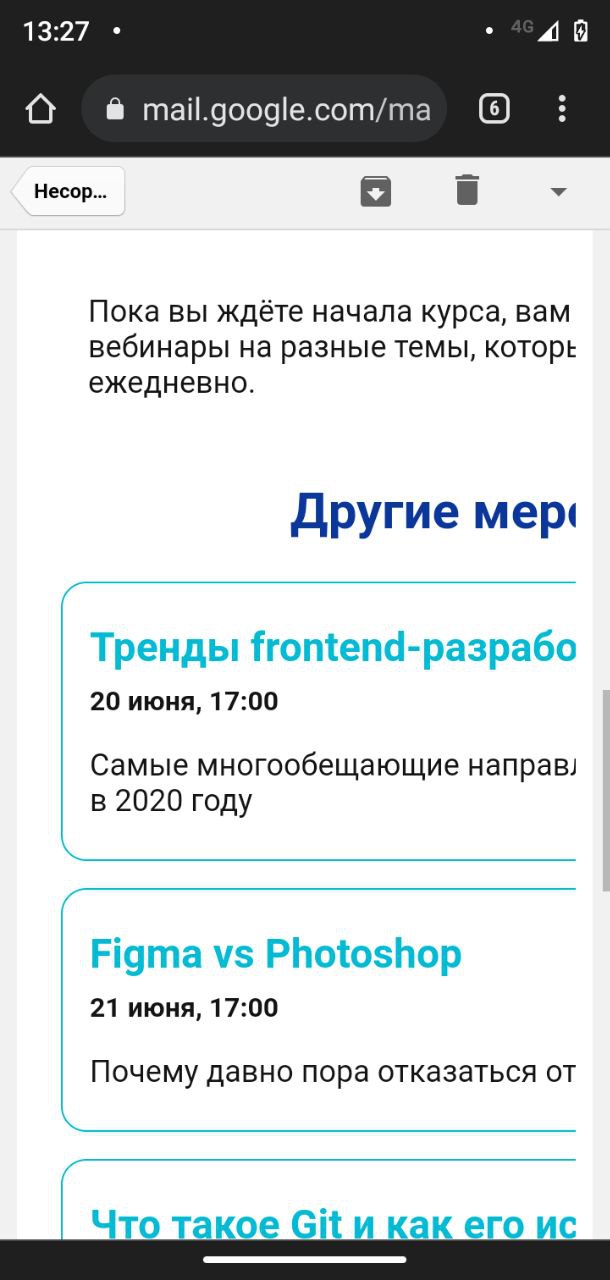 13:27
4G
mail.google.com/ma
6
Несор...
Пока вы ждёте начала курса, вам
вебинары на разные темы, которь
ежедневно.
Другие мер
Тренды frontend-разрабо
20 июня, 17:00
Самые многообещающие направл
в 2020 году
Figma vs Photoshop
21 июня, 17:00
Почему давно пора отказаться от
Что такое Git и как его ис